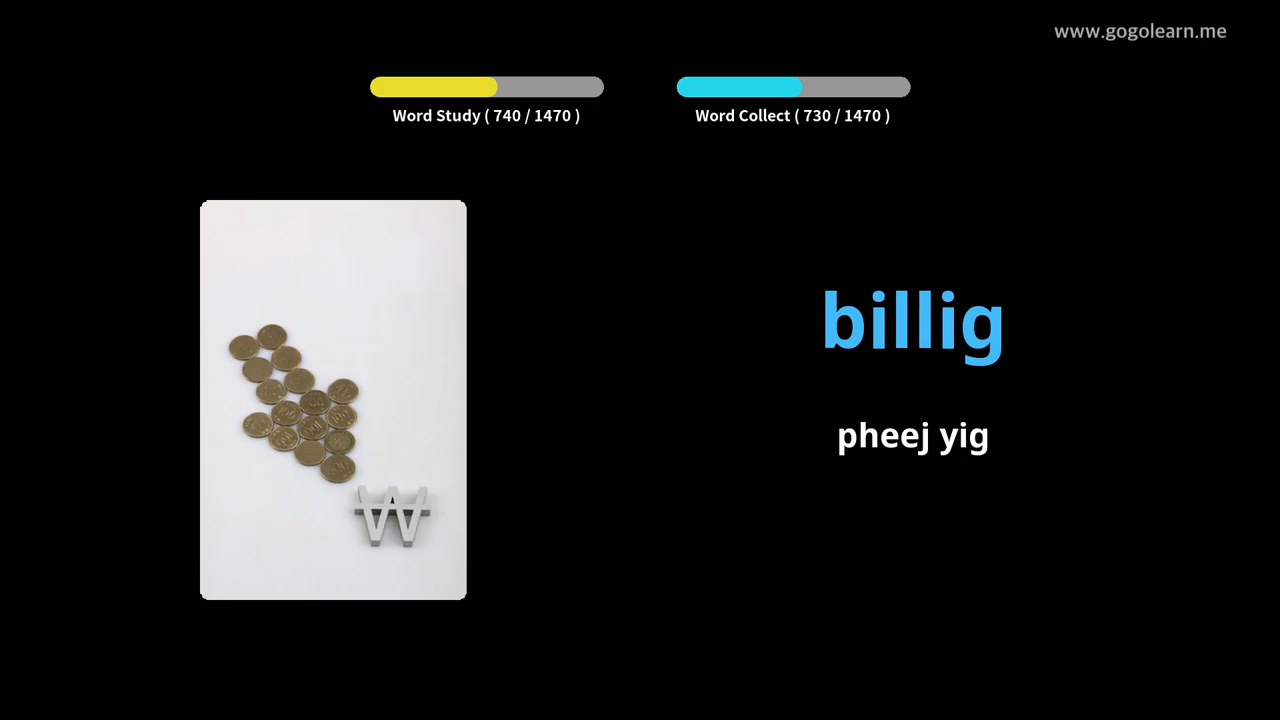 www.gogolearn.me
Word Study ( 740 / 1470 )
Word Collect ( 730 / 1470 )
billig
pheej yig
₩